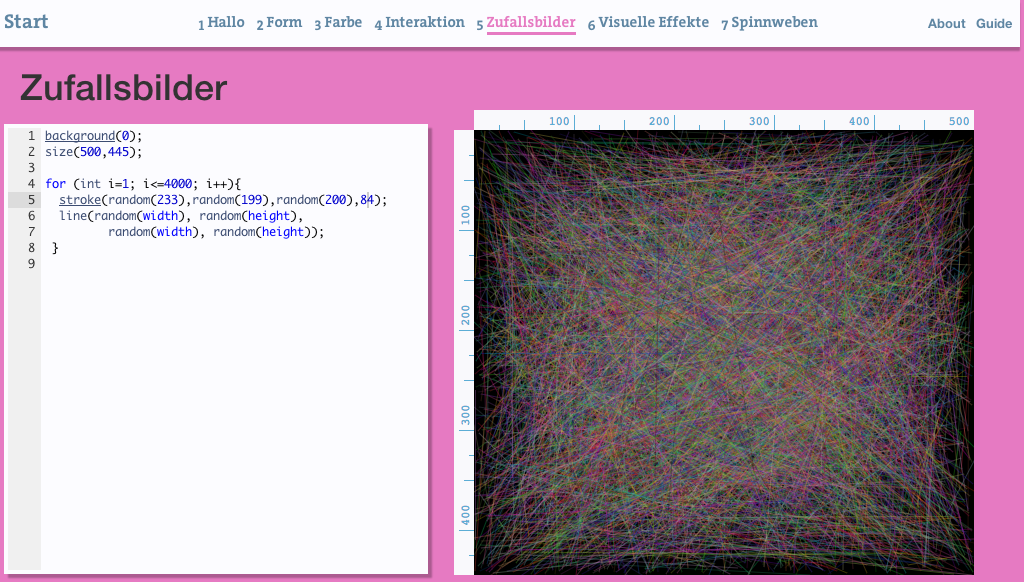 Start 1 Hallo 2 Form 3 Farbe 4 Interaktion 5 Zufallsbilder 6 Visuelle Effekte 7 Spinnweben About Guide
Zufallsbilder
1 background(0);
2 size(500,445);
3
4 for (int i=1; i<=4000; i++){
5 stroke(random(233),random(199),random(200),84);
6 line(random(width), random(height),
7 random(width), random(height));
8 }
9
100 200 300 400 500
100
200
300
400